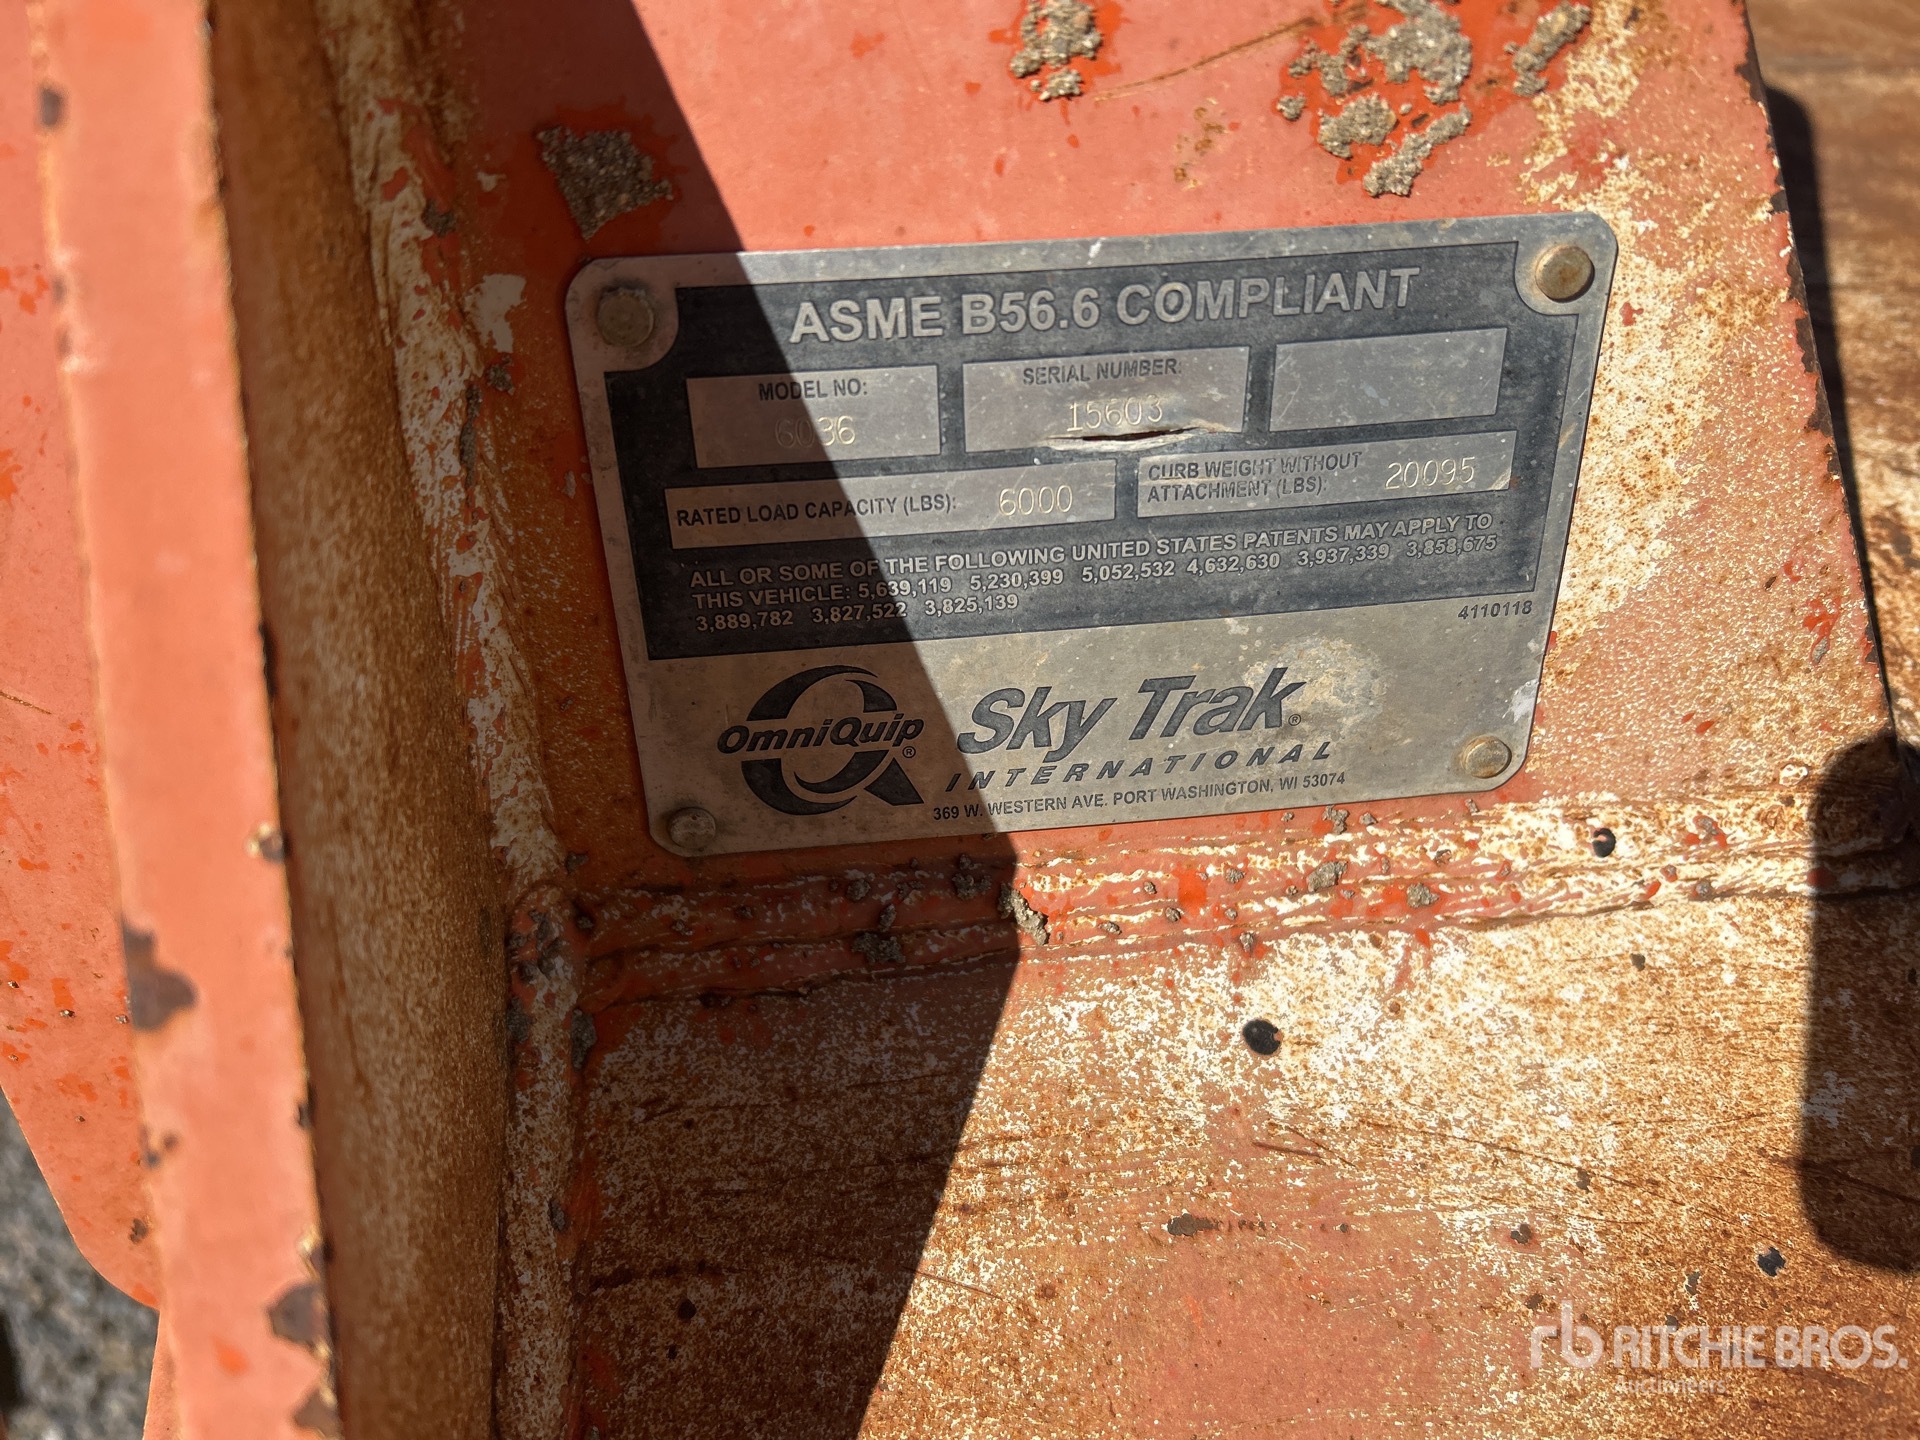 ASME B56.6 COMPLIANT
MODEL NO:
6036
SERIAL NUMBER:
15603
RATED LOAD CAPACITY (LBS): 6000
CURB WEIGHT WITHOUT
ATTACHMENT (LBS): 20095
ALL OR SOME OF THE FOLLOWING UNITED STATES PATENTS MAY APPLY TO
THIS VEHICLE: 5,639,119 5,230,399 5,052,532 4,632,630 3,937,339 3,858,675
3,889,782 3,827,522 3,825,139
4110118
OmniQuip®
Sky Trak®
INTERNATIONAL
369 W. WESTERN AVE. PORT WASHINGTON, WI 53074
rb RITCHIE BROS.
Auctioneers